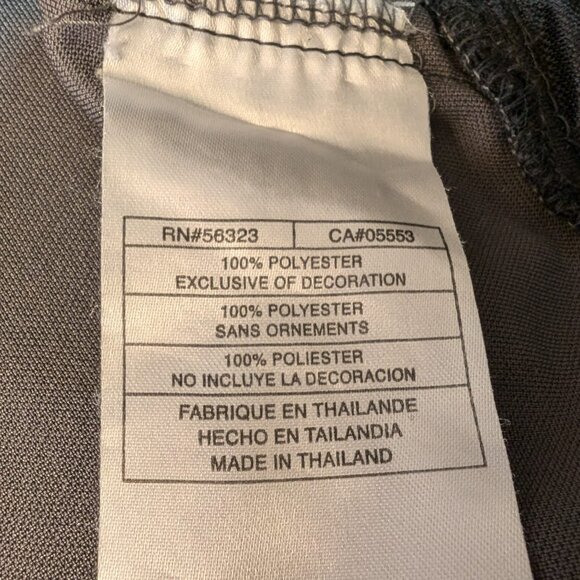 RN#56323 CA#05553
100% POLYESTER
EXCLUSIVE OF DECORATION
100% POLYESTER
SANS ORNEMENTS
100% POLIESTER
NO INCLUYE LA DECORACION
FABRIQUE EN THAILANDE
HECHO EN TAILANDIA
MADE IN THAILAND